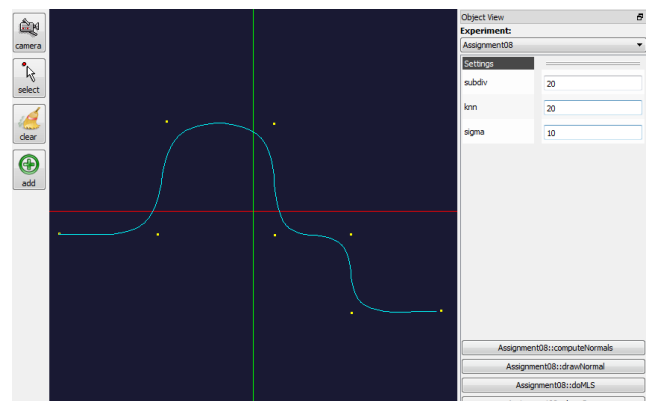 camera
select
clear
add
Object View
Experiment:
Assignment08
Settings
subdiv 20
knn 20
sigma 10
Assignment08::computeNormals
Assignment08::drawNormal
Assignment08::doMLS